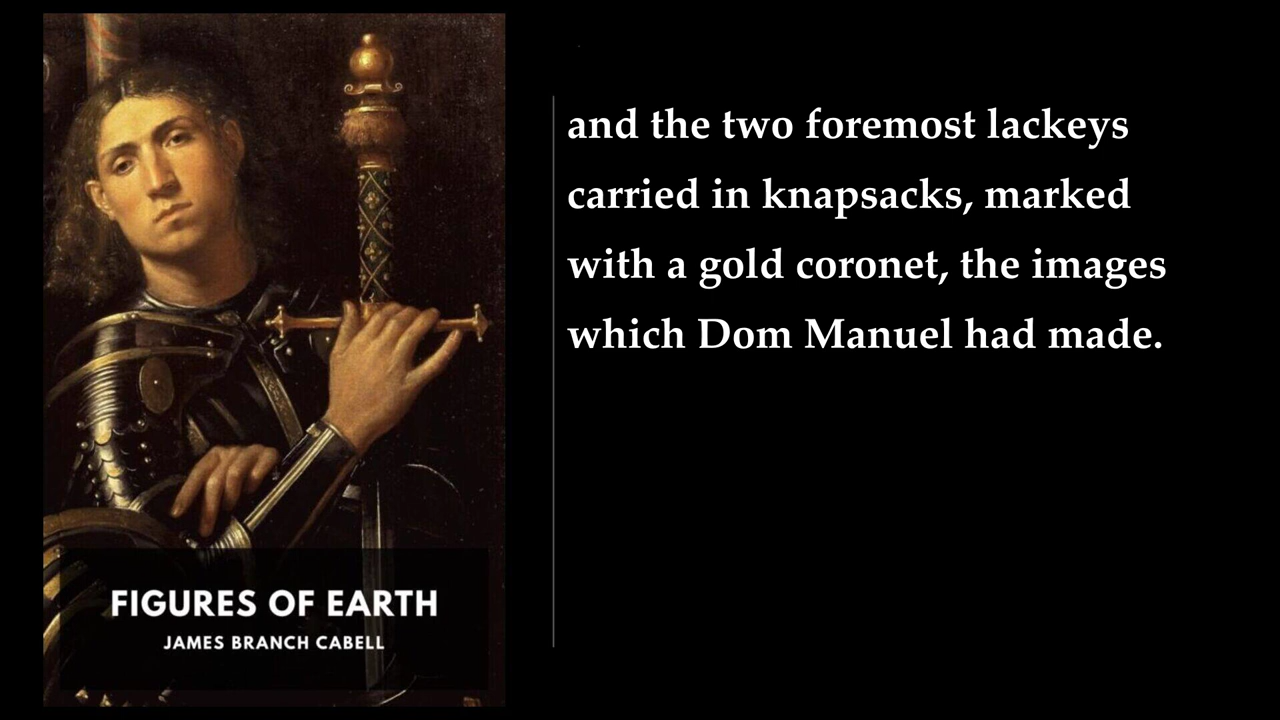 and the two foremost lackeys
carried in knapsacks, marked
with a gold coronet, the images
which Dom Manuel had made.
FIGURES OF EARTH
JAMES BRANCH CABELL